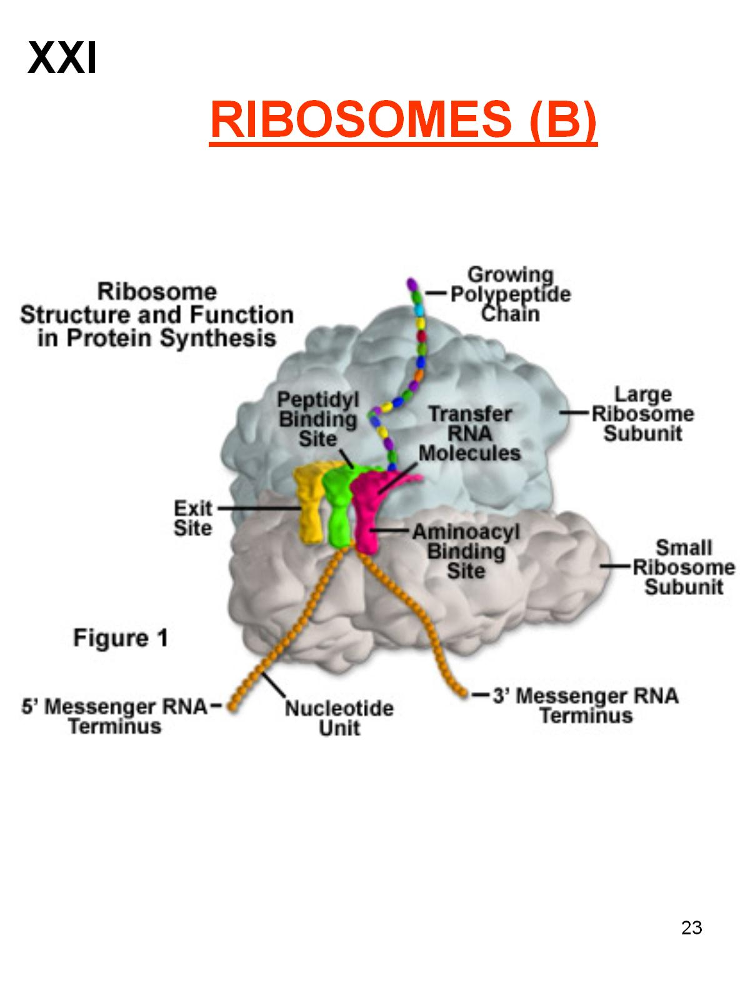 XXI
RIBOSOMES (B)
Ribosome
Structure and Function
in Protein Synthesis
Growing
Polypeptide
Chain
Peptidyl
Binding
Site
Transfer
RNA
Molecules
Large
Ribosome
Subunit
Exit
Site
Aminoacyl
Binding
Site
Small
Ribosome
Subunit
Figure 1
5’ Messenger RNA
Terminus
Nucleotide
Unit
3’ Messenger RNA
Terminus
23